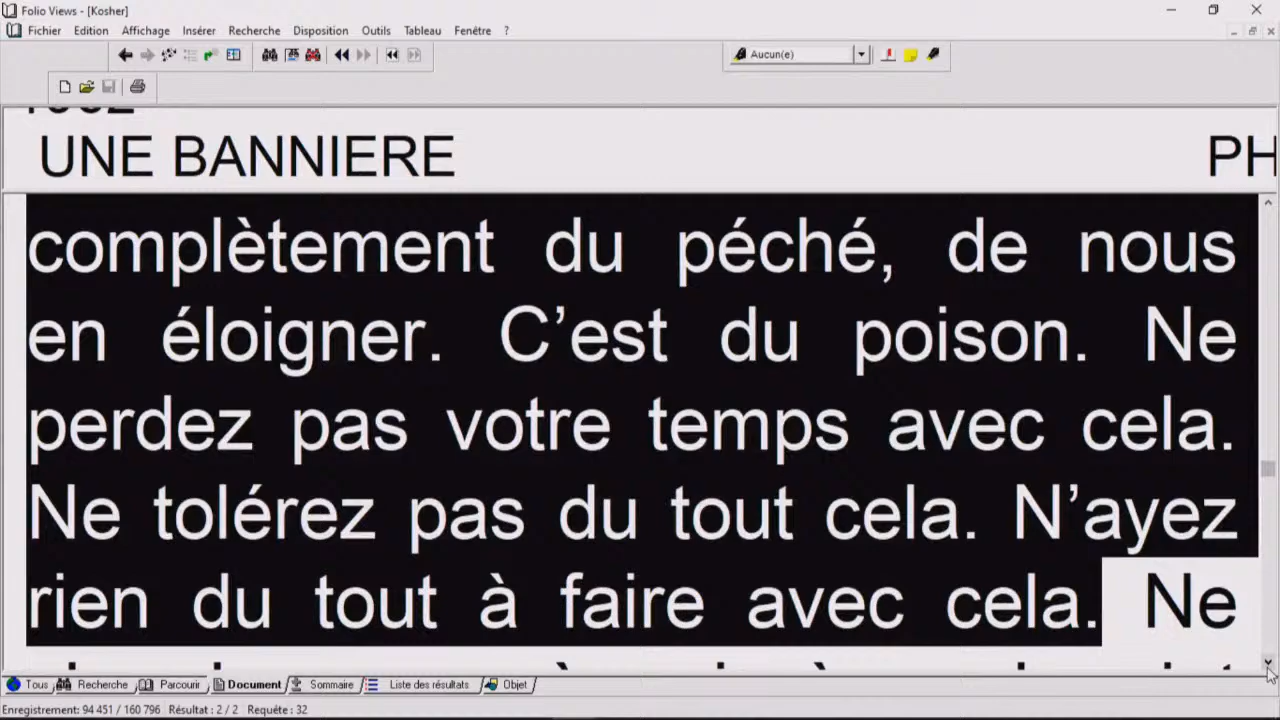 Folio Views - [Kosher]
Fichier Edition Affichage Insérer Recherche Disposition Outils Tableau Fenêtre ?
Aucun(e)
UNE BANNIERE PH
complètement du péché, de nous
en éloigner. C’est du poison. Ne
perdez pas votre temps avec cela.
Ne tolérez pas du tout cela. N’ayez
rien du tout à faire avec cela. Ne
Tous Recherche Parcourir Document Sommaire Liste des résultats Objet
Enregistrement: 94 451 / 160 796 Résultat : 2 / 2 Requête : 32